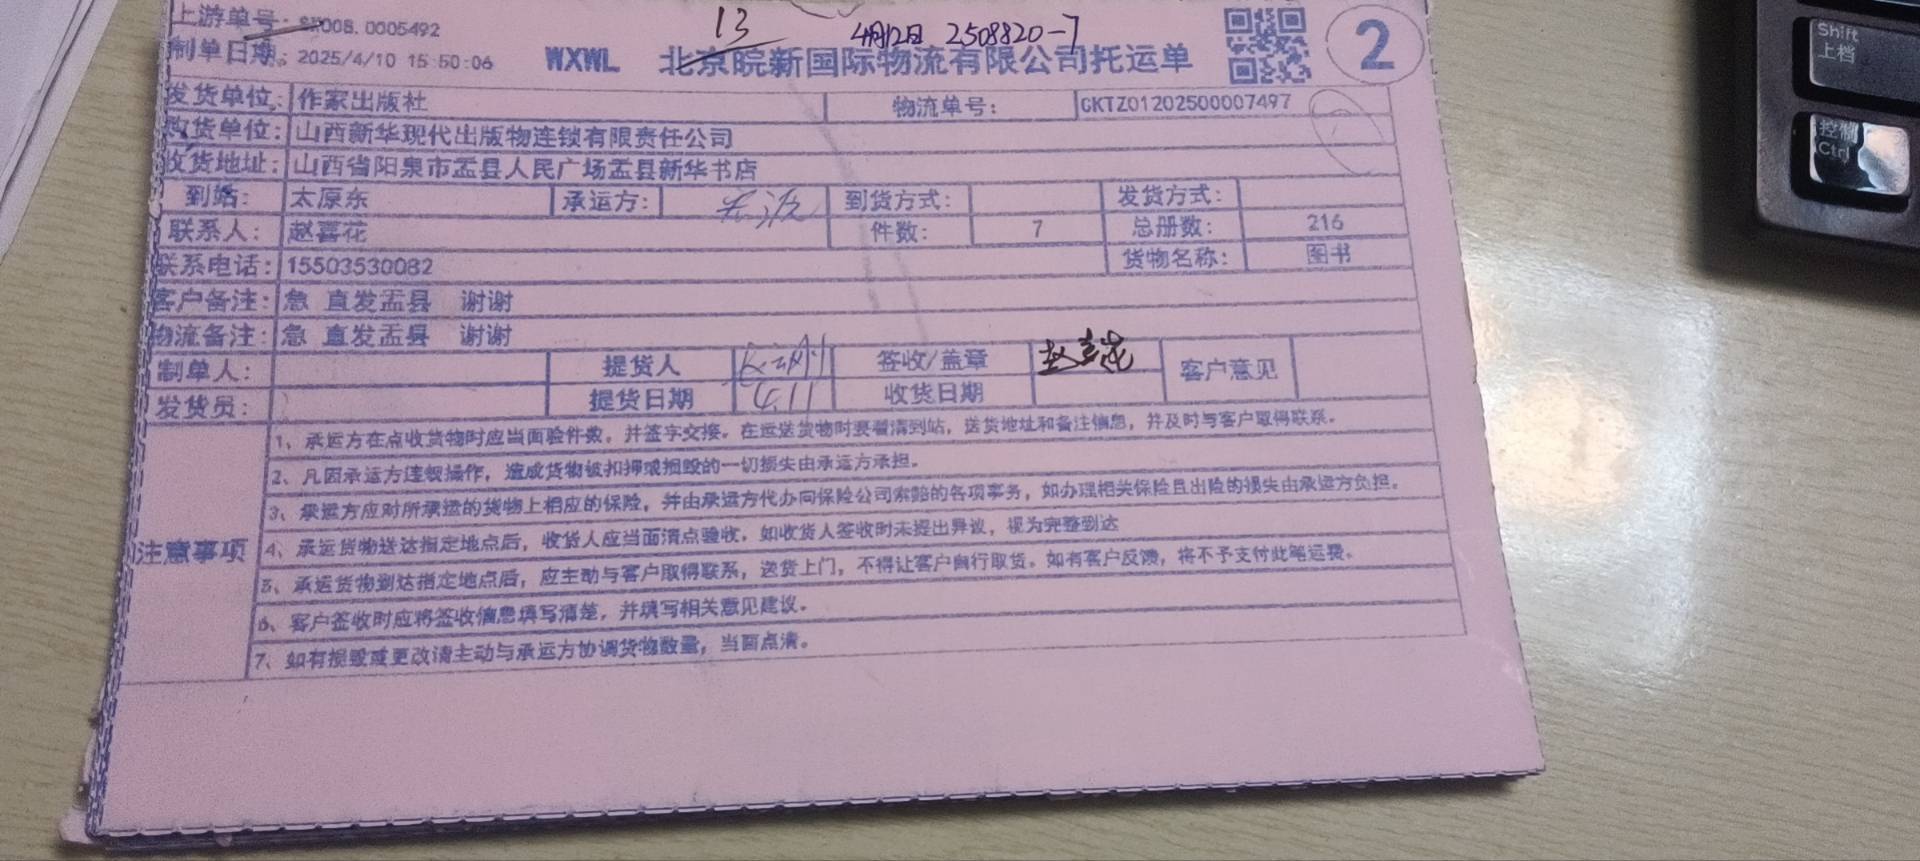 上游单号: SK008.0005492 13 4月12日 2508820-7
制单日期: 2025/4/10 15:50:06 WXWL 北京皖新国际物流有限公司托运单 2
发货单位: 作家出版社 物流单号: CKTZ01202500007497
购货单位: 山西新华现代出版物连锁有限责任公司
收货地址: 山西省阳泉市盂县人民广场盂县新华书店
到站: 太原东 承运方: 到货方式: 发货方式:
联系人: 赵喜花 件数: 7 总册数: 216
联系电话: 15503530082 货物名称: 图书
客户备注: 急 直发盂县 谢谢
物流备注: 急 直发盂县 谢谢
制单人: 提货人 签收/盖章 赵喜花 客户意见
发货员: 提货日期 4.11 收货日期
注意事项
1、承运方在点收货物时应当面验件数，并签字交接。在运送货物时要看清到站，送货地址和备注信息，并及时与客户取得联系。
2、凡因承运方违规操作，造成货物被扣押或损毁的一切损失由承运方承担。
3、承运方应对所承运的货物上相应的保险，并由承运方代办向保险公司索赔的各项事务，如办理相关保险且出险的损失由承运方负担。
4、承运货物送达指定地点后，收货人应当面清点验收，如收货人签收时未提出异议，视为完整到达
5、承运货物到达指定地点后，应主动与客户取得联系，送货上门，不得让客户自行取货。如有客户反馈，将不予支付此笔运费。
6、客户签收时应将签收信息填写清楚，并填写相关意见建议。
7、如有损毁或更改请主动与承运方协调货物数量，当面点清。
Shift
上档
控制
Ctrl